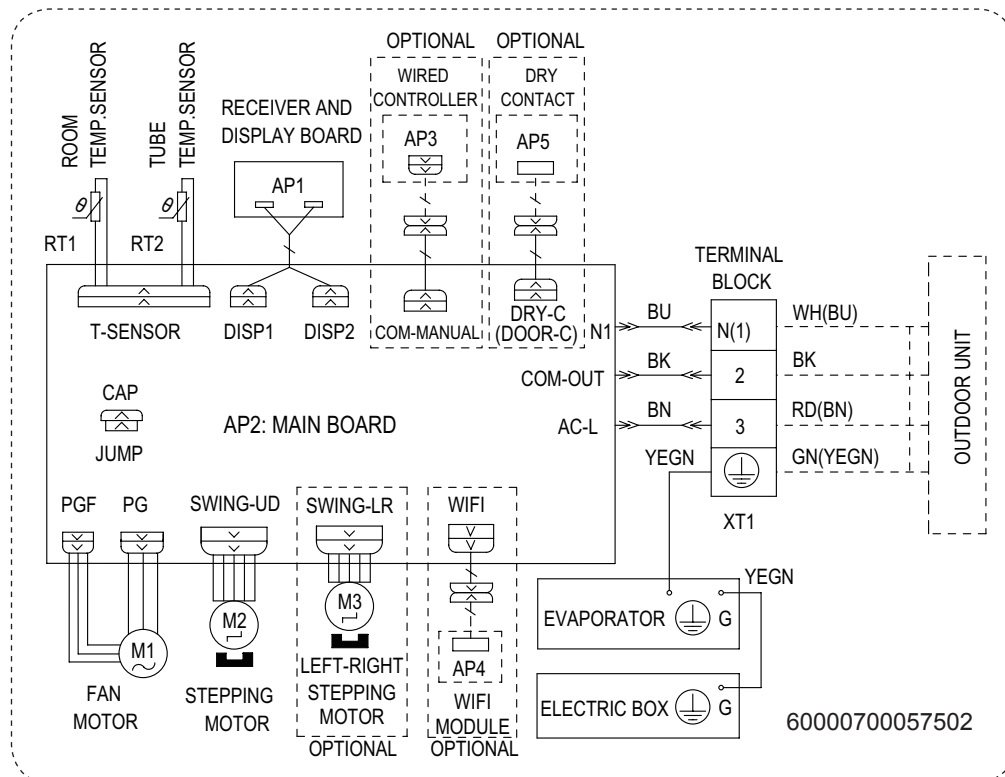 OPTIONAL
OPTIONAL
ROOM
TEMP.SENSOR
TUBE
TEMP.SENSOR
RECEIVER AND
DISPLAY BOARD
WIRED
CONTROLLER
DRY
CONTACT
AP1
AP3
AP5
θ
θ
RT1
RT2
T-SENSOR
DISP1
DISP2
COM-MANUAL
DRY-C
(DOOR-C)
N1
BU
TERMINAL
BLOCK
N(1)
WH(BU)
COM-OUT
BK
2
BK
AC-L
BN
3
RD(BN)
YEGN
GN(YEGN)
XT1
OUTDOOR UNIT
CAP
JUMP
AP2: MAIN BOARD
PGF
PG
SWING-UD
SWING-LR
WIFI
M1
M2
M3
AP4
FAN
MOTOR
STEPPING
MOTOR
LEFT-RIGHT
STEPPING
MOTOR
OPTIONAL
WIFI
MODULE
OPTIONAL
YEGN
EVAPORATOR
G
ELECTRIC BOX
G
60000700057502